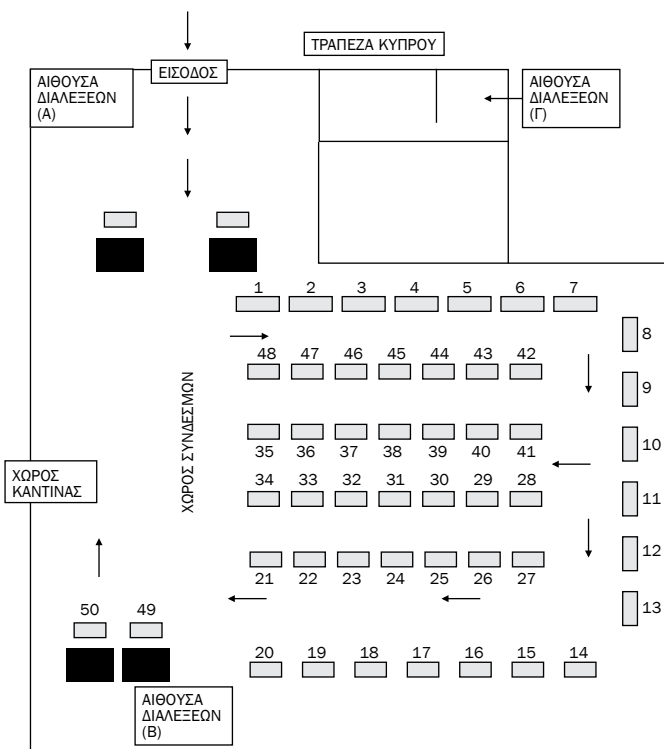 ΤΡΑΠΕΖΑ ΚΥΠΡΟΥ
ΕΙΣΟΔΟΣ
ΑΙΘΟΥΣΑ
ΔΙΑΛΕΞΕΩΝ
(Α)
ΑΙΘΟΥΣΑ
ΔΙΑΛΕΞΕΩΝ
(Γ)
1 2 3 4 5 6 7
8
48 47 46 45 44 43 42
9
10
35 36 37 38 39 40 41
ΧΩΡΟΣ ΣΥΝΔΕΣΜΩΝ
ΧΩΡΟΣ
ΚΑΝΤΙΝΑΣ
34 33 32 31 30 29 28
11
12
21 22 23 24 25 26 27
13
50 49
20 19 18 17 16 15 14
ΑΙΘΟΥΣΑ
ΔΙΑΛΕΞΕΩΝ
(Β)